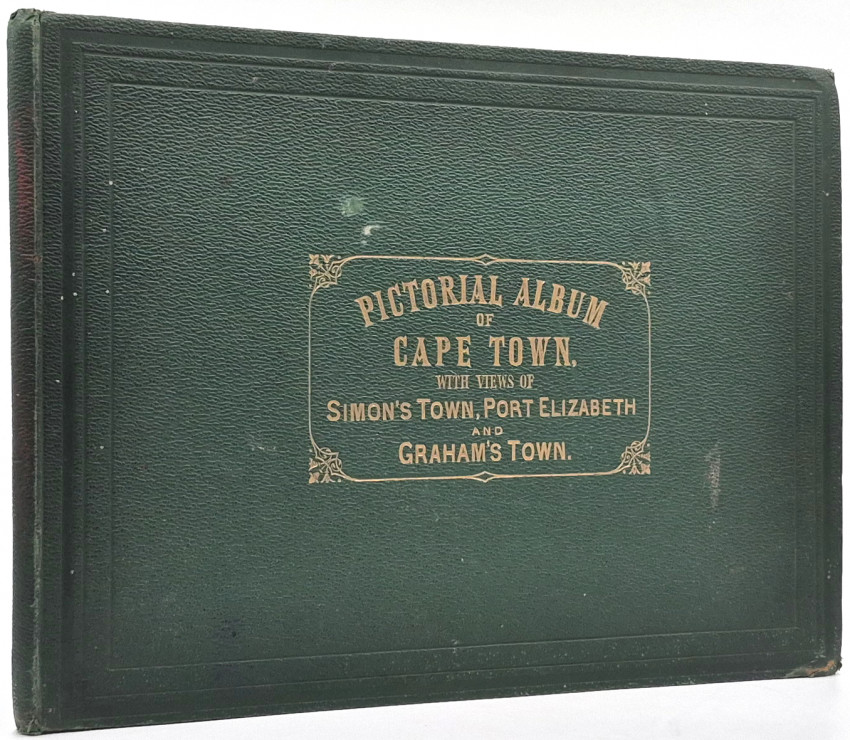 PICTORIAL ALBUM
OF
CAPE TOWN,
WITH VIEWS OF
SIMON'S TOWN, PORT ELIZABETH
AND
GRAHAM'S TOWN.